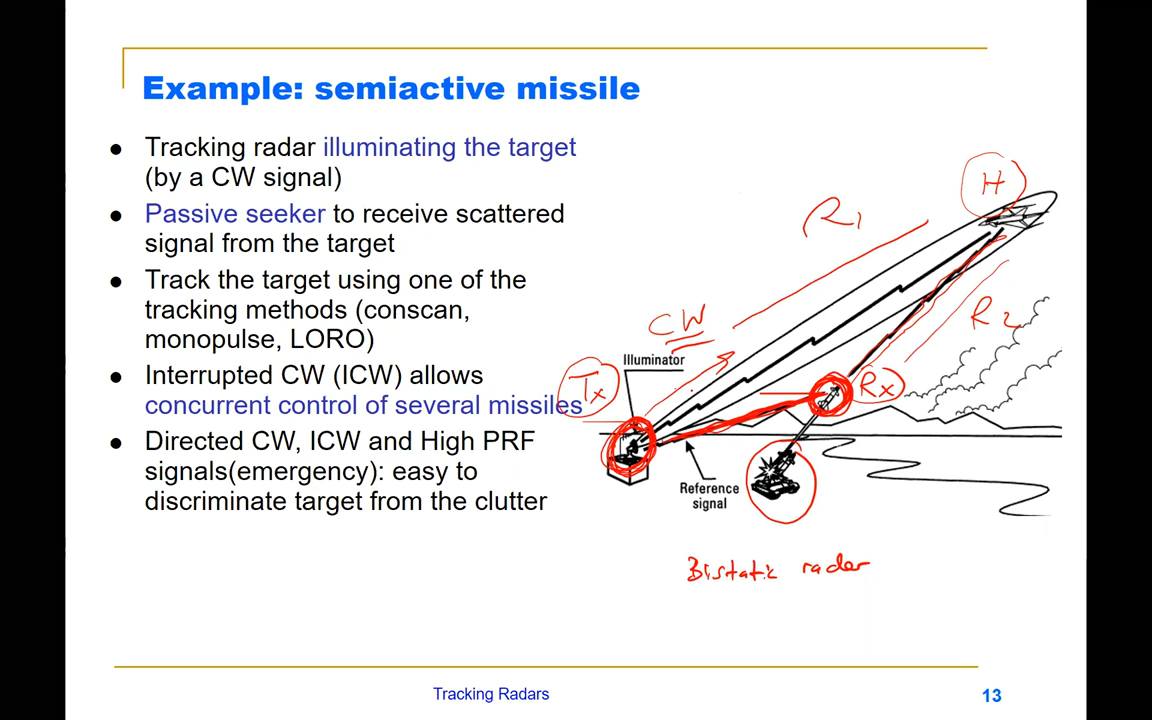 Example: semiactive missile
● Tracking radar illuminating the target
(by a CW signal)
● Passive seeker to receive scattered
signal from the target
● Track the target using one of the
tracking methods (conscan,
monopulse, LORO)
● Interrupted CW (ICW) allows
concurrent control of several missiles
● Directed CW, ICW and High PRF
signals(emergency): easy to
discriminate target from the clutter
H
R1
CW
R2
Illuminator
Tx
Rx
Reference
signal
Bistatic radar
Tracking Radars
13